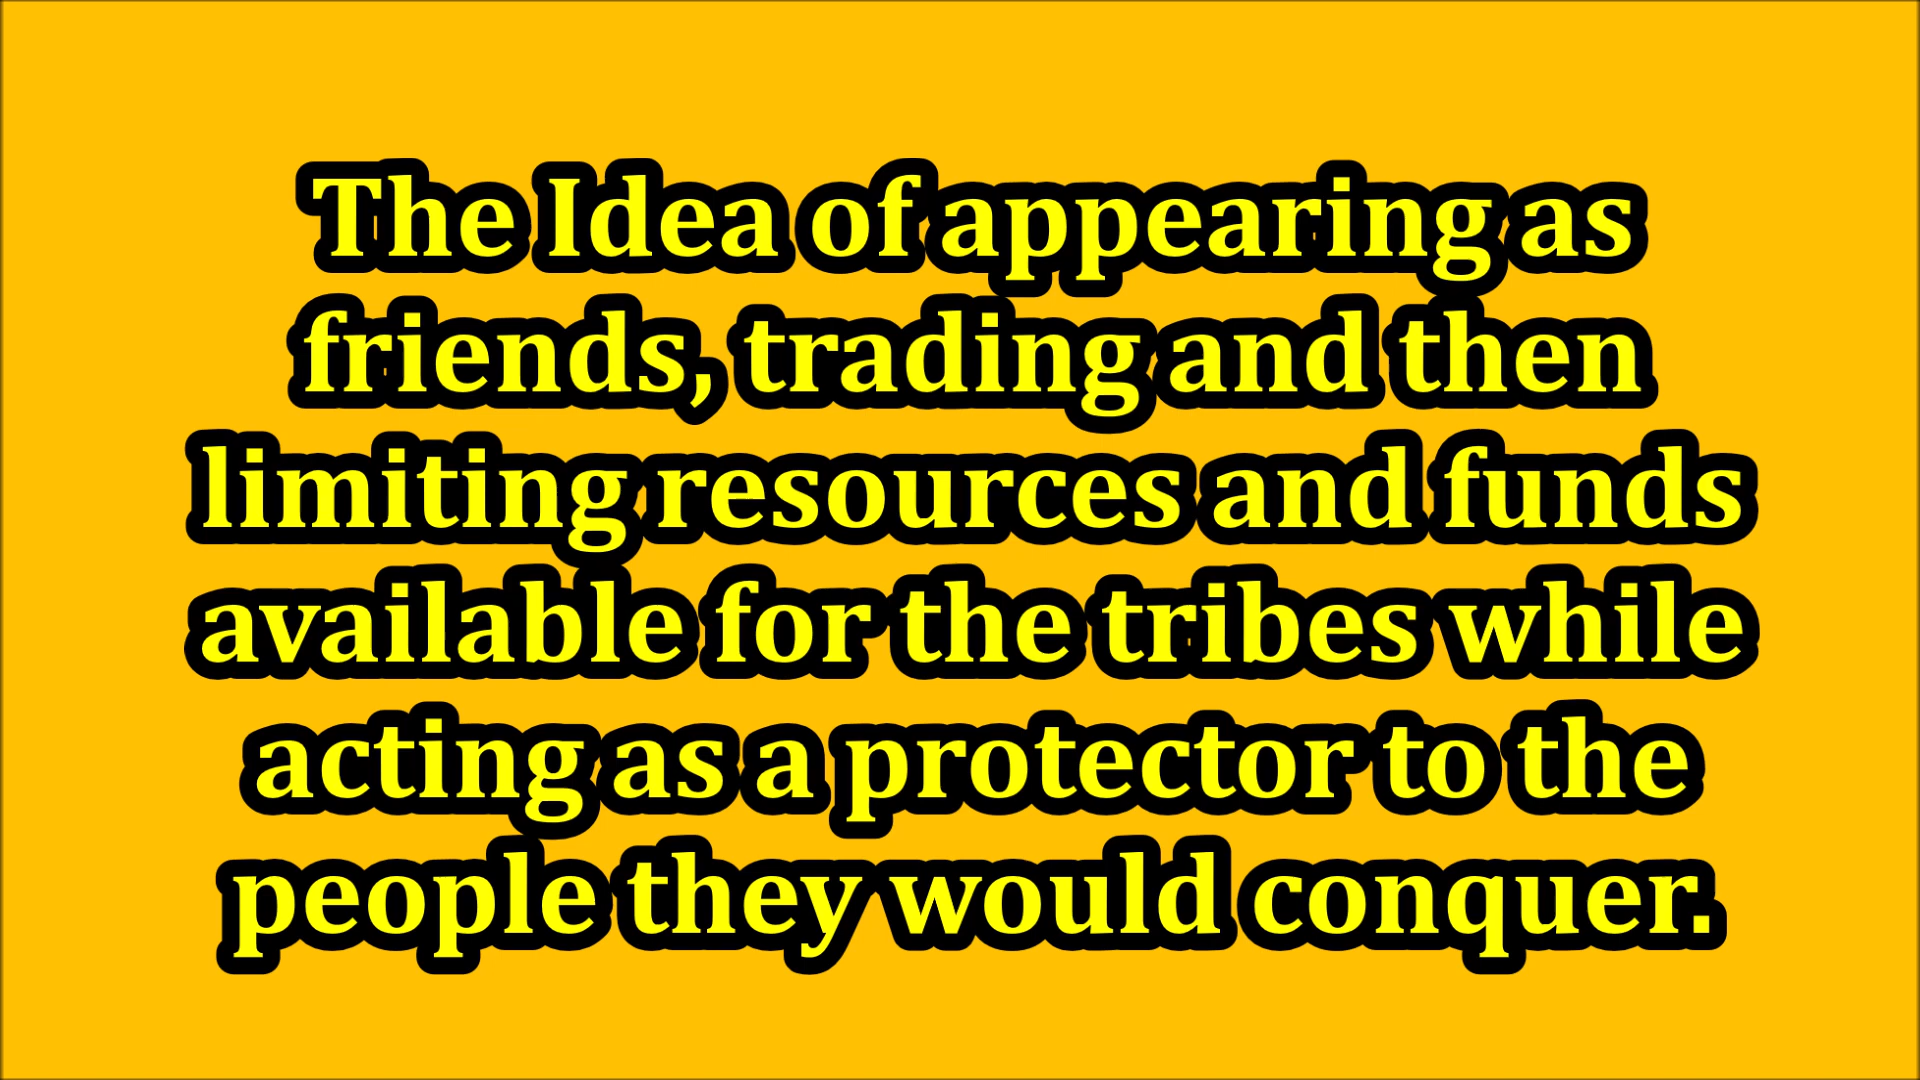 The Idea of appearing as
friends, trading and then
limiting resources and funds
available for the tribes while
acting as a protector to the
people they would conquer.